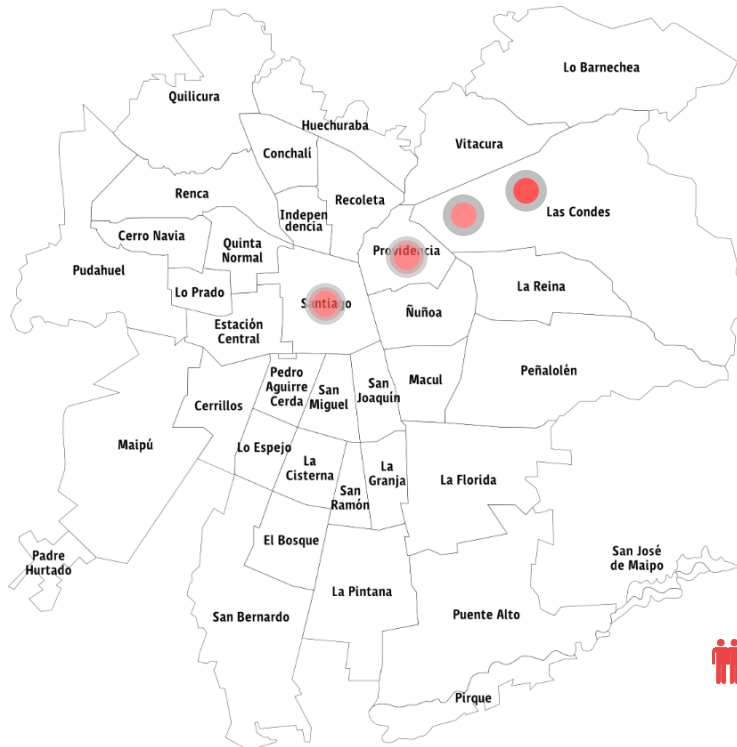 Lo Barnechea
Quilicura
Huechuraba
Vitacura
Conchalí
Renca
Recoleta
Indepen
dencia
Las Condes
Cerro Navia
Quinta
Normal
Providencia
Pudahuel
Lo Prado
La Reina
Santiago
Ñuñoa
Estación
Central
Pedro
Aguirre
Cerda
San
Miguel
San
Joaquín
Macul
Peñalolén
Cerrillos
Maipú
Lo Espejo
La
Cisterna
La
Granja
La Florida
San
Ramón
El Bosque
Padre
Hurtado
San José
de Maipo
La Pintana
San Bernardo
Puente Alto
Pirque